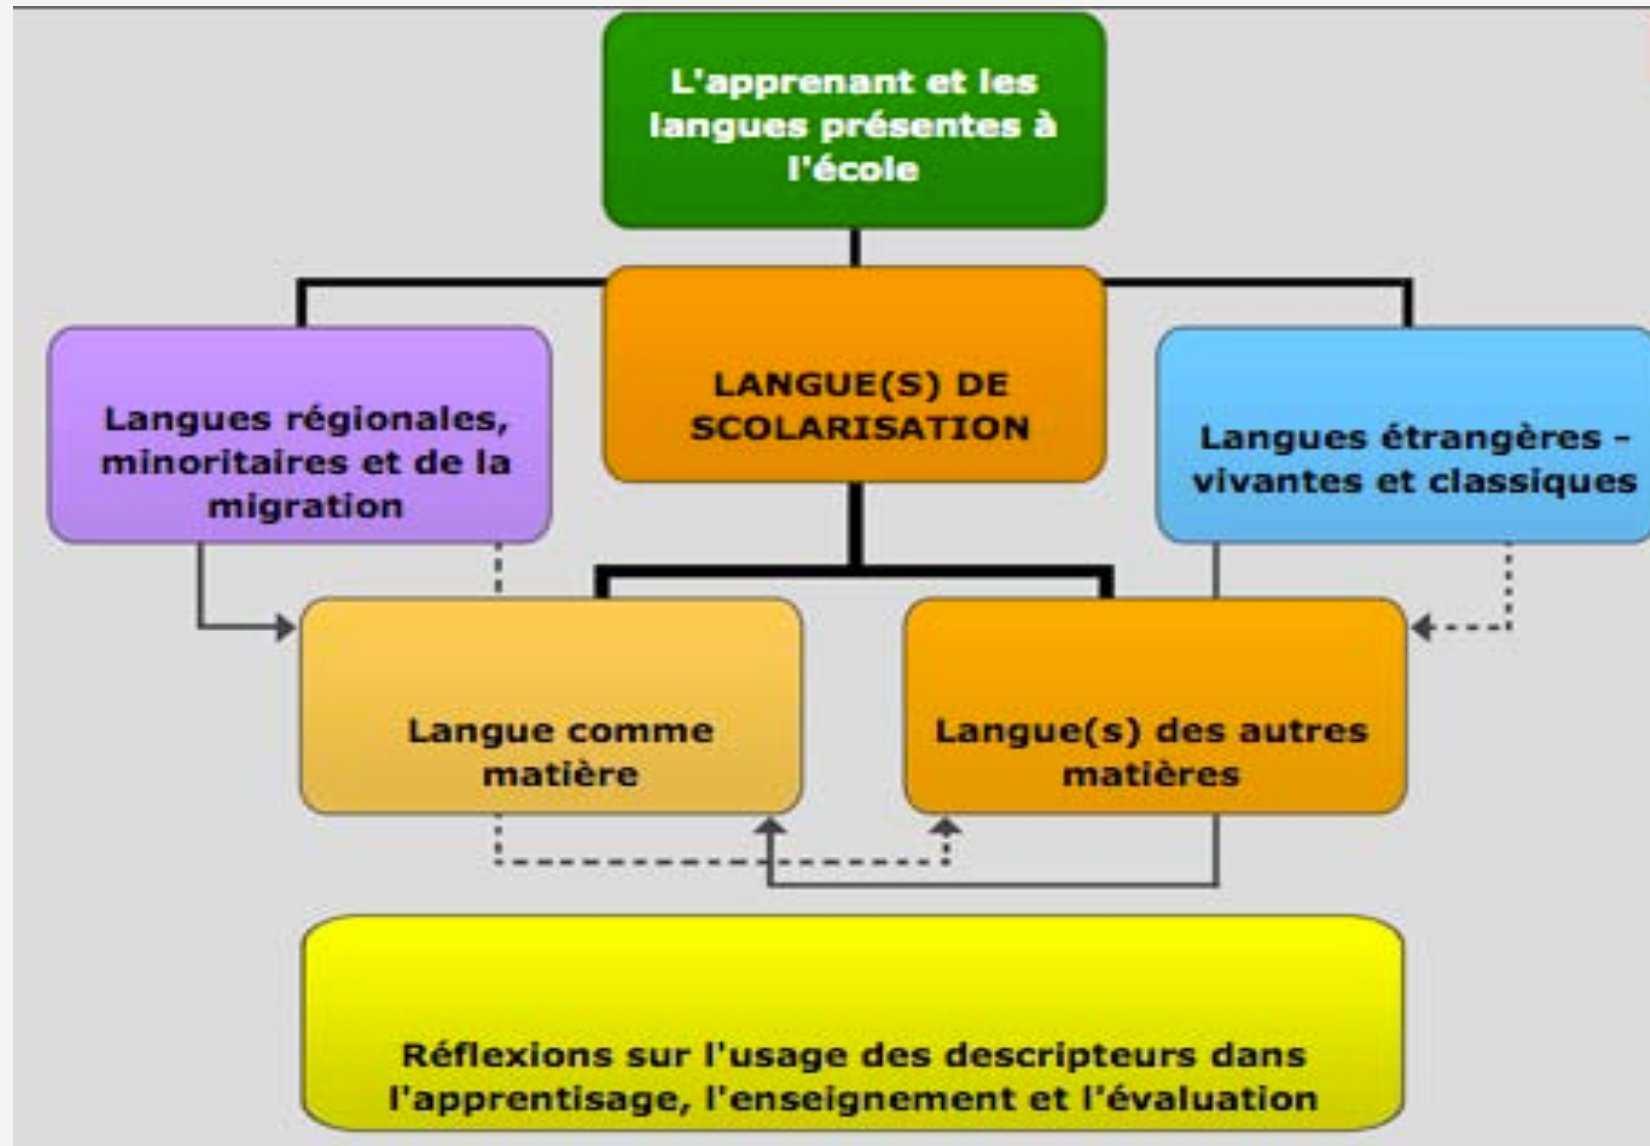 L'apprenant et les
langues présentes à
l'école
LANGUE(S) DE
SCOLARISATION
Langues régionales,
minoritaires et de la
migration
Langues étrangères -
vivantes et classiques
Langue comme
matière
Langue(s) des autres
matières
Réflexions sur l'usage des descripteurs dans
l'apprentisage, l'enseignement et l'évaluation